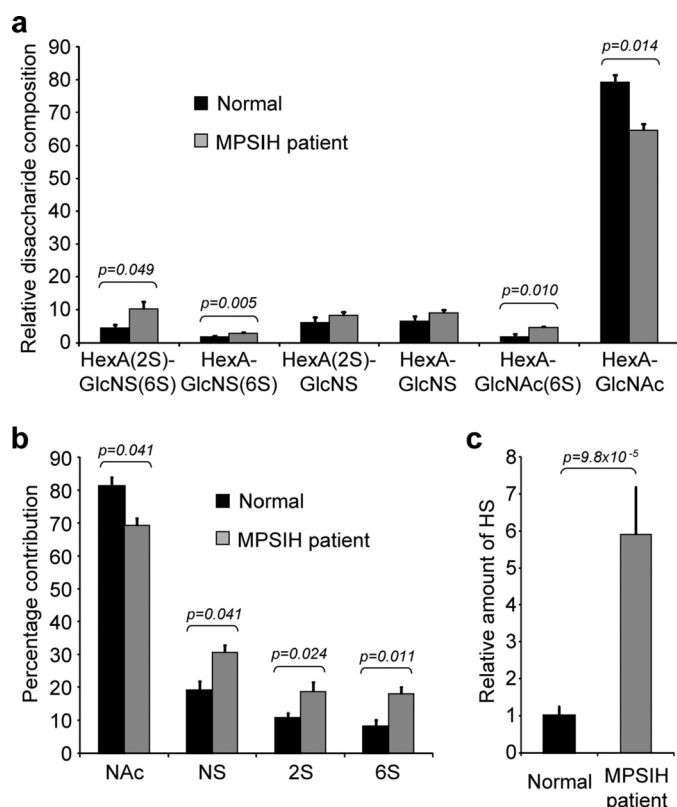 a
Relative disaccharide composition
90
80
70
60
50
40
30
20
10
0
Normal
MPSIH patient
p=0.049
p=0.005
p=0.010
p=0.014
HexA(2S)-
GlcNS(6S)
HexA-
GlcNS(6S)
HexA(2S)-
GlcNS
HexA-
GlcNS
HexA-
GlcNAc(6S)
HexA-
GlcNAc
b
Percentage contribution
90
80
70
60
50
40
30
20
10
0
p=0.041
Normal
MPSIH patient
p=0.041
p=0.024
p=0.011
NAc
NS
2S
6S
c
Relative amount of HS
8
7
6
5
4
3
2
1
0
p=9.8x10⁻⁵
Normal
MPSIH
patient